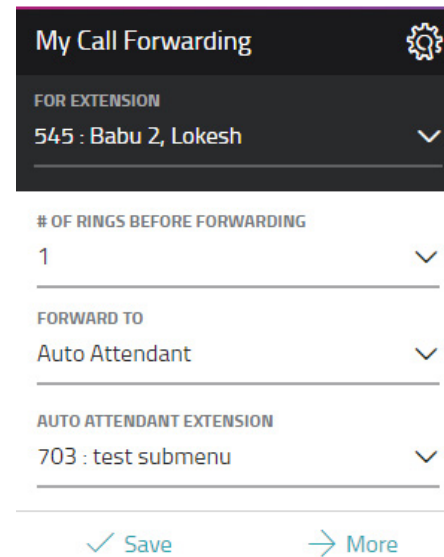 My Call Forwarding
FOR EXTENSION
545 : Babu 2, Lokesh
# OF RINGS BEFORE FORWARDING
1
FORWARD TO
Auto Attendant
AUTO ATTENDANT EXTENSION
703 : test submenu
Save More